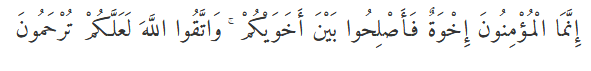 إِنَّمَا الْمُؤْمِنُونَ إِخْوَةٌ فَأَصْلِحُوا بَيْنَ أَخَوَيْكُمْ ۚ وَاتَّقُوا اللَّهَ لَعَلَّكُمْ تُرْحَمُونَ